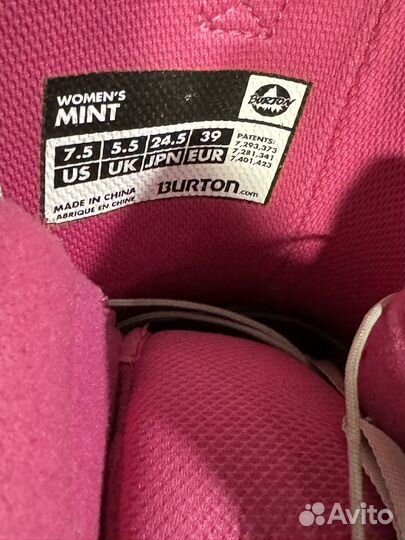 WOMEN'S
MINT
BURTON
7.5 5.5 24.5 39
US UK JPN EUR
PATENTS:
7,293,373
7,281,341
7,401,423
MADE IN CHINA
FABRIQUE EN CHINE
BURTON.com
Avito